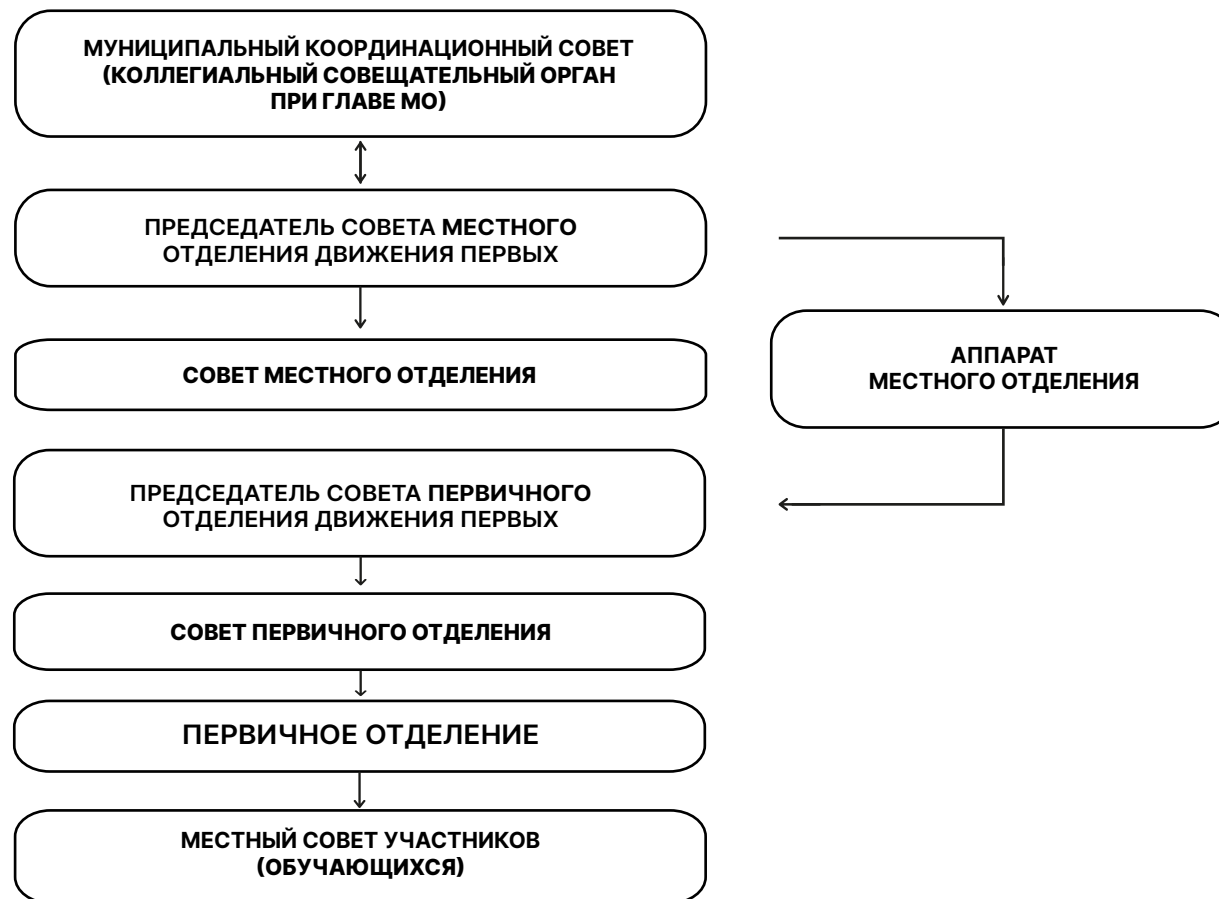 МУНИЦИПАЛЬНЫЙ КООРДИНАЦИОННЫЙ СОВЕТ
(КОЛЛЕГИАЛЬНЫЙ СОВЕЩАТЕЛЬНЫЙ ОРГАН
ПРИ ГЛАВЕ МО)
ПРЕДСЕДАТЕЛЬ СОВЕТА МЕСТНОГО
ОТДЕЛЕНИЯ ДВИЖЕНИЯ ПЕРВЫХ
СОВЕТ МЕСТНОГО ОТДЕЛЕНИЯ
АППАРАТ
МЕСТНОГО ОТДЕЛЕНИЯ
ПРЕДСЕДАТЕЛЬ СОВЕТА ПЕРВИЧНОГО
ОТДЕЛЕНИЯ ДВИЖЕНИЯ ПЕРВЫХ
СОВЕТ ПЕРВИЧНОГО ОТДЕЛЕНИЯ
ПЕРВИЧНОЕ ОТДЕЛЕНИЕ
МЕСТНЫЙ СОВЕТ УЧАСТНИКОВ
(ОБУЧАЮЩИХСЯ)